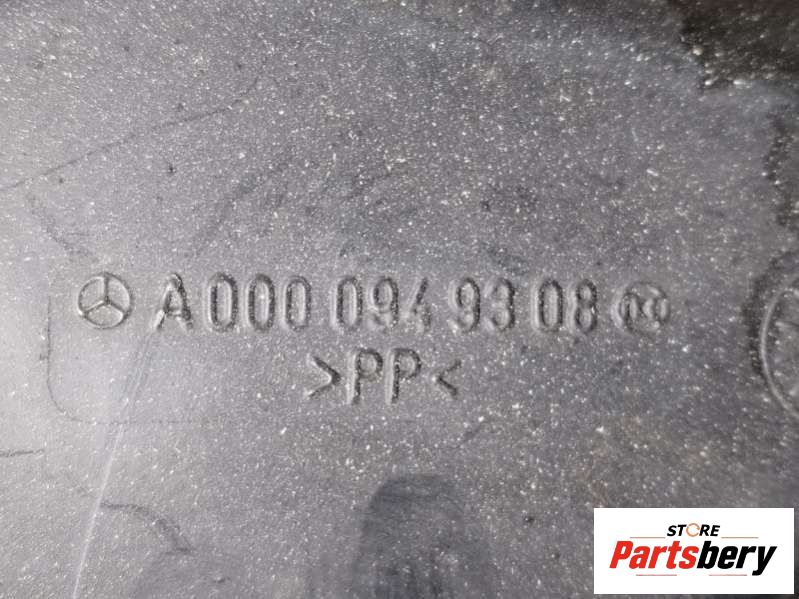 A 000 094 93 08
>PP<
STORE
Partsbery